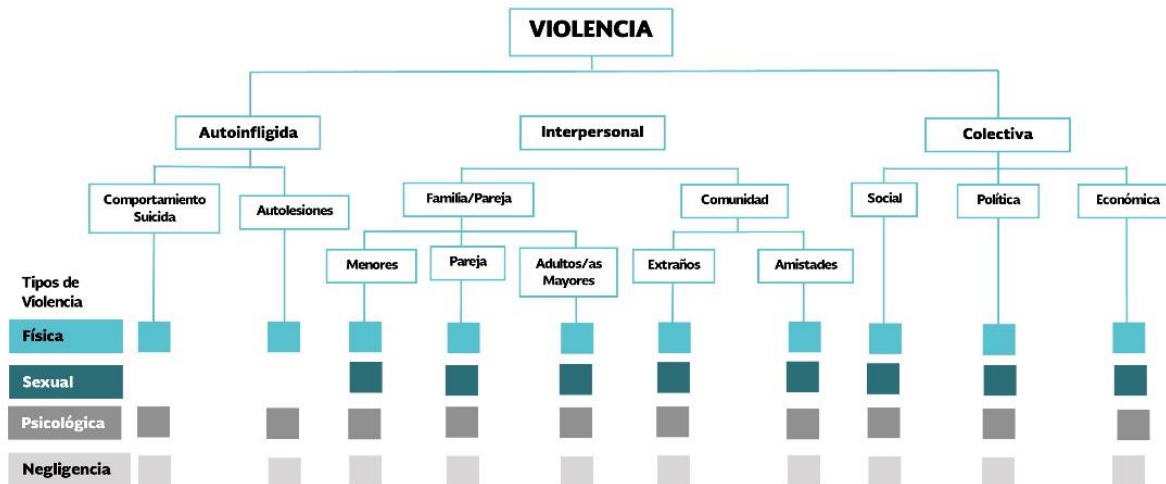 VIOLENCIA
Autoinfligida
Interpersonal
Colectiva
Comportamiento
Suicida
Autolesiones
Familia/Pareja
Comunidad
Social
Política
Económica
Menores
Pareja
Adultos/as
Mayores
Extraños
Amistades
Tipos de
Violencia
Física
Sexual
Psicológica
Negligencia